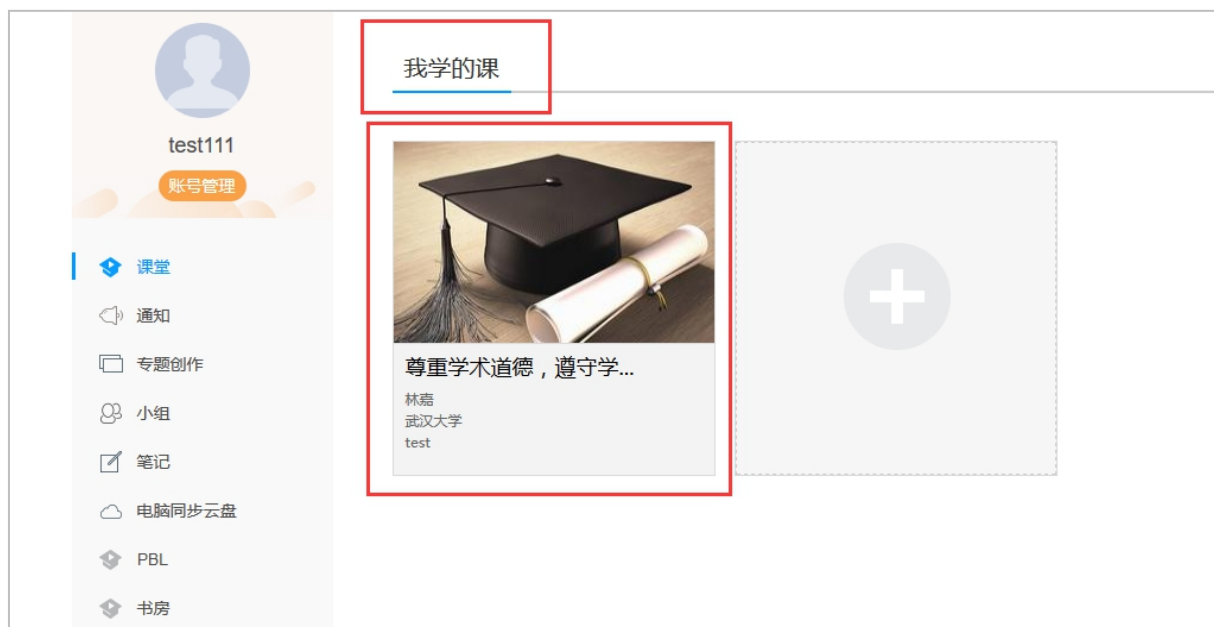 test111
账号管理
课堂
通知
专题创作
小组
笔记
电脑同步云盘
PBL
书房
我学的课
尊重学术道德，遵守学...
林嘉
武汉大学
test